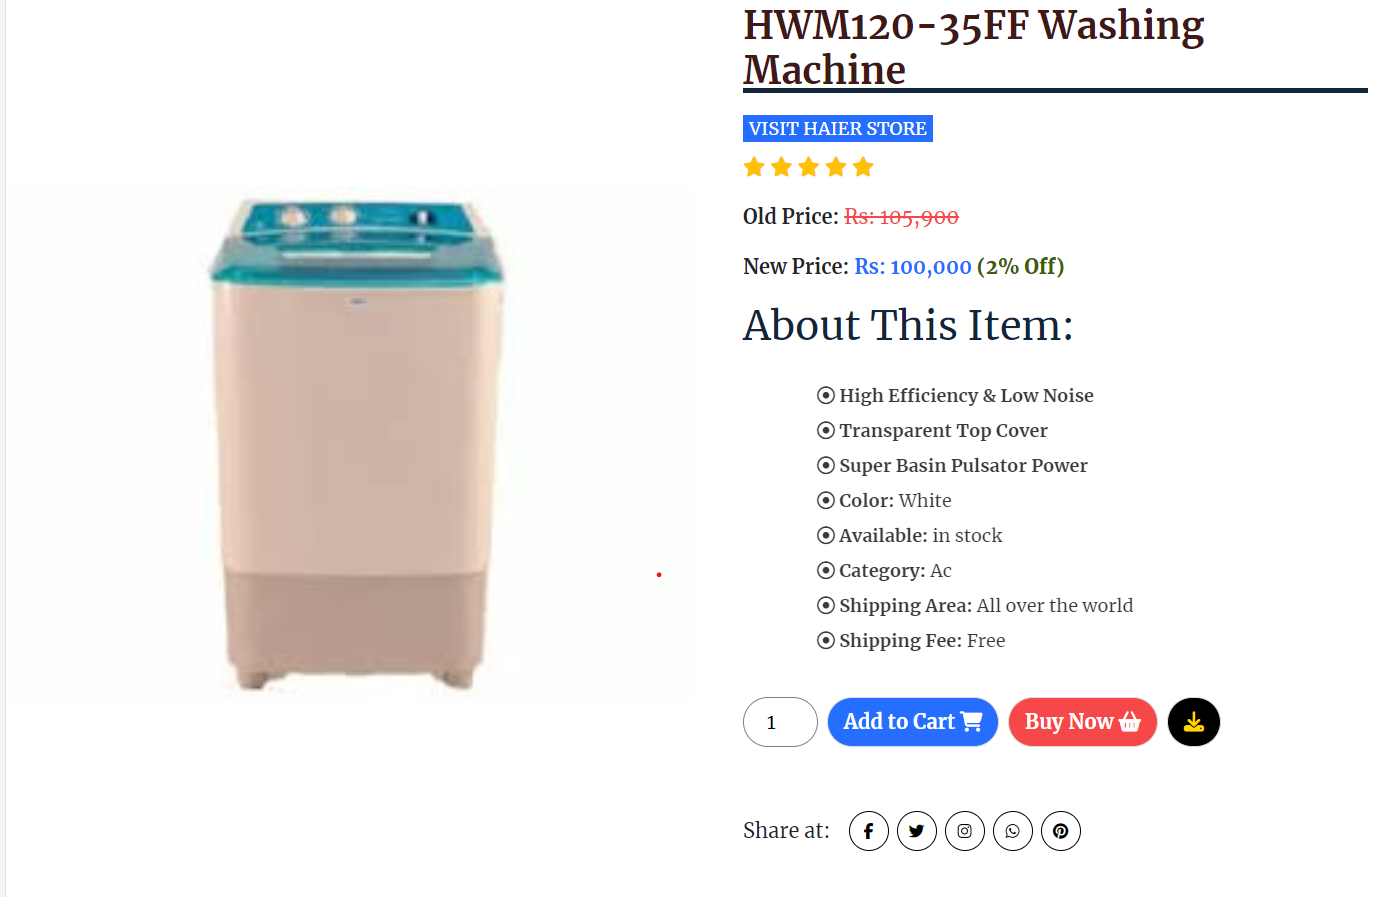 HWM120-35FF Washing
Machine
VISIT HAIER STORE
Old Price: Rs: 105,900
New Price: Rs: 100,000 (2% Off)
About This Item:
High Efficiency & Low Noise
Transparent Top Cover
Super Basin Pulsator Power
Color: White
Available: in stock
Category: Ac
Shipping Area: All over the world
Shipping Fee: Free
1
Add to Cart
Buy Now
Share at: